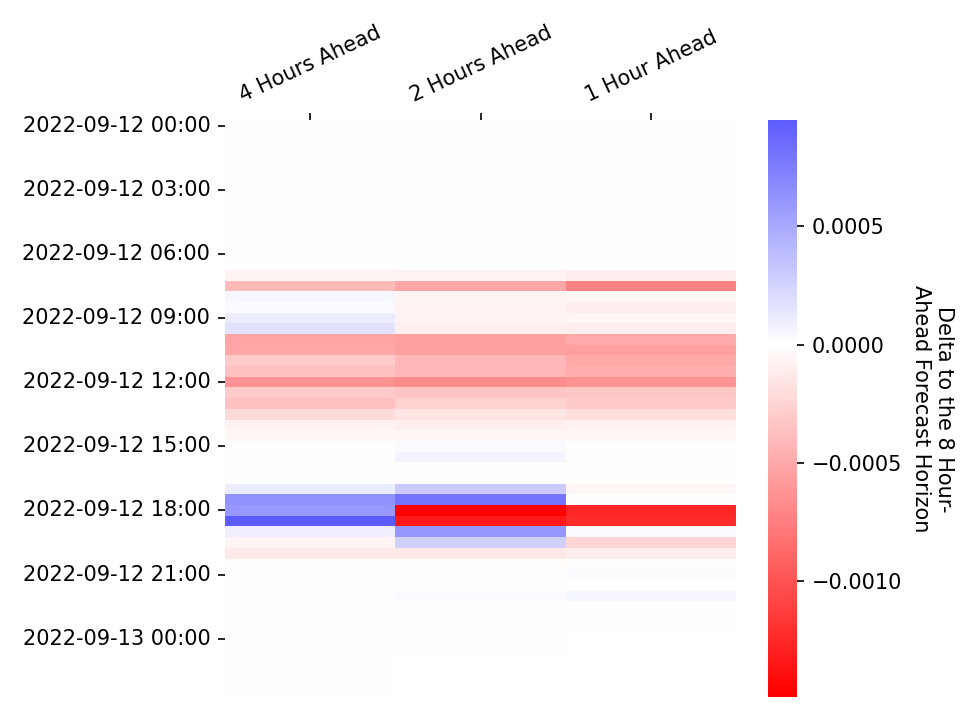 4 Hours Ahead
2 Hours Ahead
1 Hour Ahead
2022-09-12 00:00
2022-09-12 03:00
2022-09-12 06:00
2022-09-12 09:00
2022-09-12 12:00
2022-09-12 15:00
2022-09-12 18:00
2022-09-12 21:00
2022-09-13 00:00
0.0005
0.0000
−0.0005
−0.0010
Delta to the 8 Hour-
Ahead Forecast Horizon